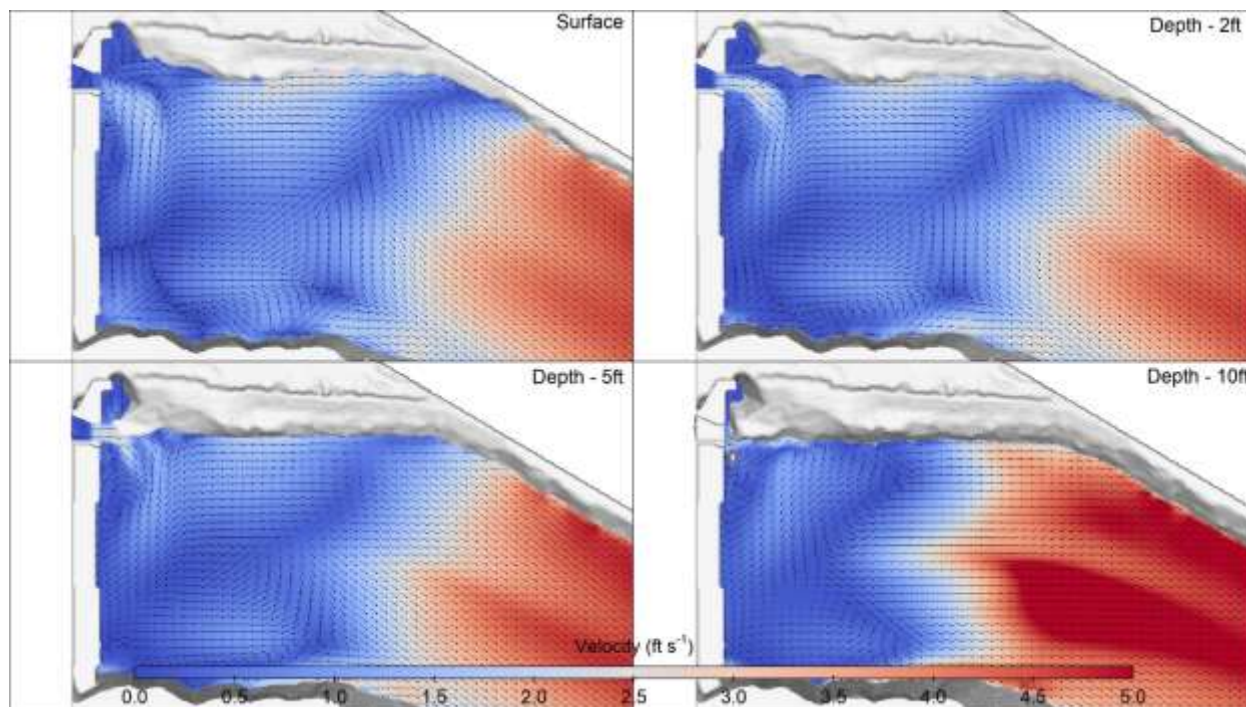 Surface
Depth - 2ft
Depth - 5ft
Depth - 10ft
Velocity (ft s⁻¹)
0.0 0.5 1.0 1.5 2.0 2.5 3.0 3.5 4.0 4.5 5.0